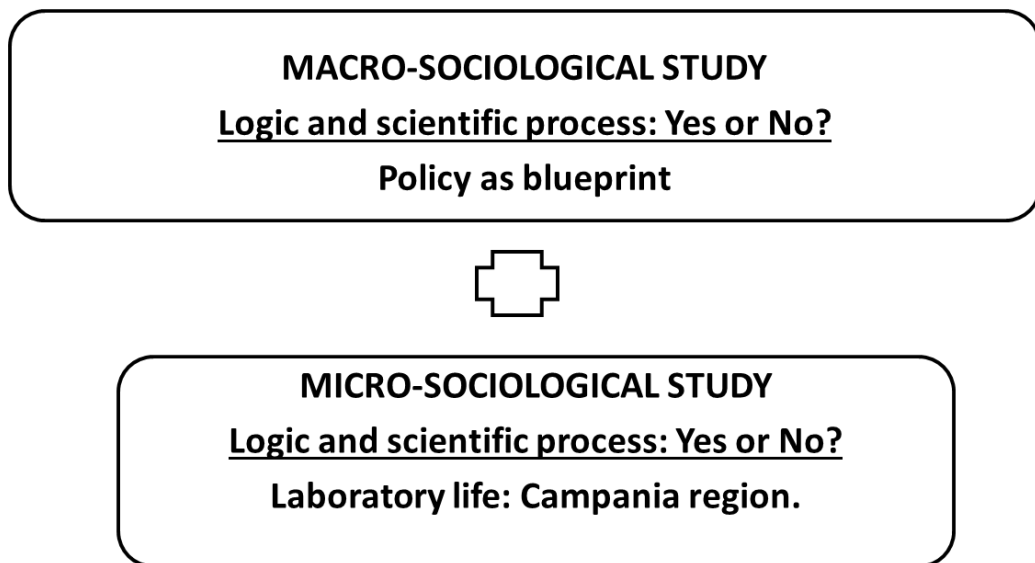 MACRO-SOCIOLOGICAL STUDY
Logic and scientific process: Yes or No?
Policy as blueprint
MICRO-SOCIOLOGICAL STUDY
Logic and scientific process: Yes or No?
Laboratory life: Campania region.